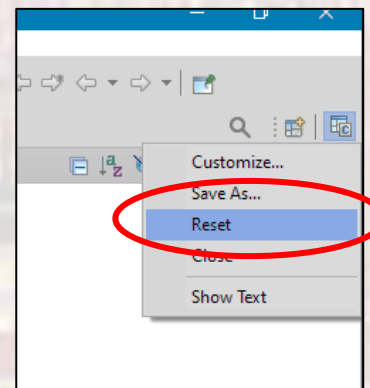 Customize...
Save As...
Reset
Close
Show Text